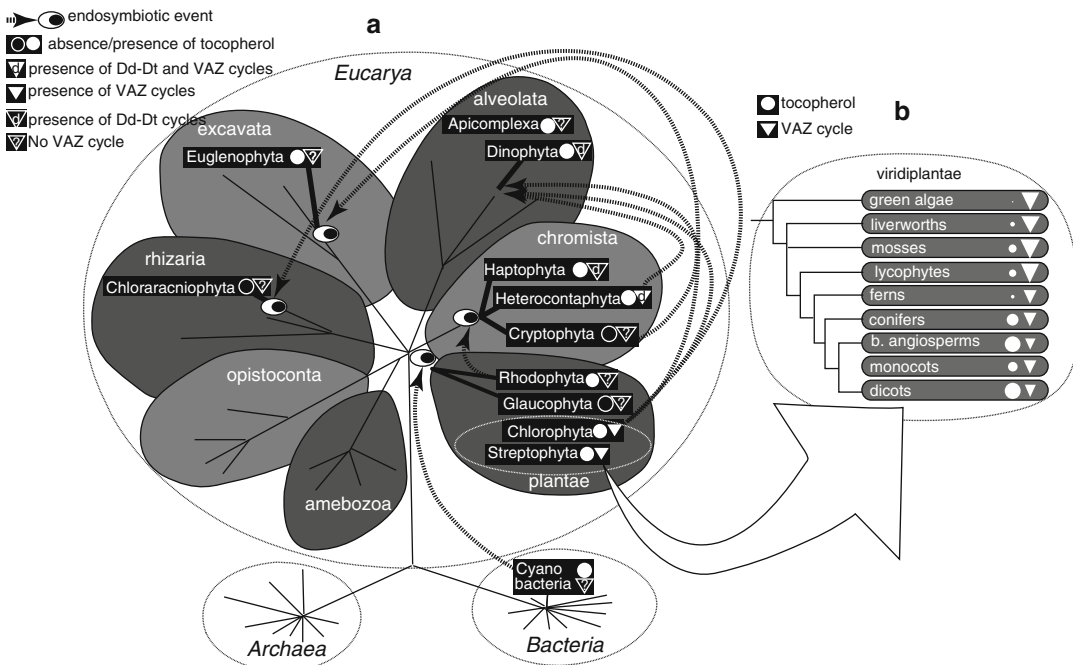 endosymbiotic event
absence/presence of tocopherol
d presence of Dd-Dt and VAZ cycles
presence of VAZ cycles
d presence of Dd-Dt cycles
? No VAZ cycle
a
Eucarya
excavata
Euglenophyta ?
alveolata
Apicomplexa ?
Dinophyta d
rhizaria
Chloraracniophyta ?
chromista
Haptophyta d
Heterocontaphyta d
Cryptophyta ?
opistoconta
Rhodophyta ?
Glaucophyta ?
Chlorophyta
Streptophyta
plantae
amebozoa
Cyano
bacteria ?
Archaea
Bacteria
tocopherol
VAZ cycle
b
viridiplantae
green algae
liverworths
mosses
lycophytes
ferns
conifers
b. angiosperms
monocots
dicots